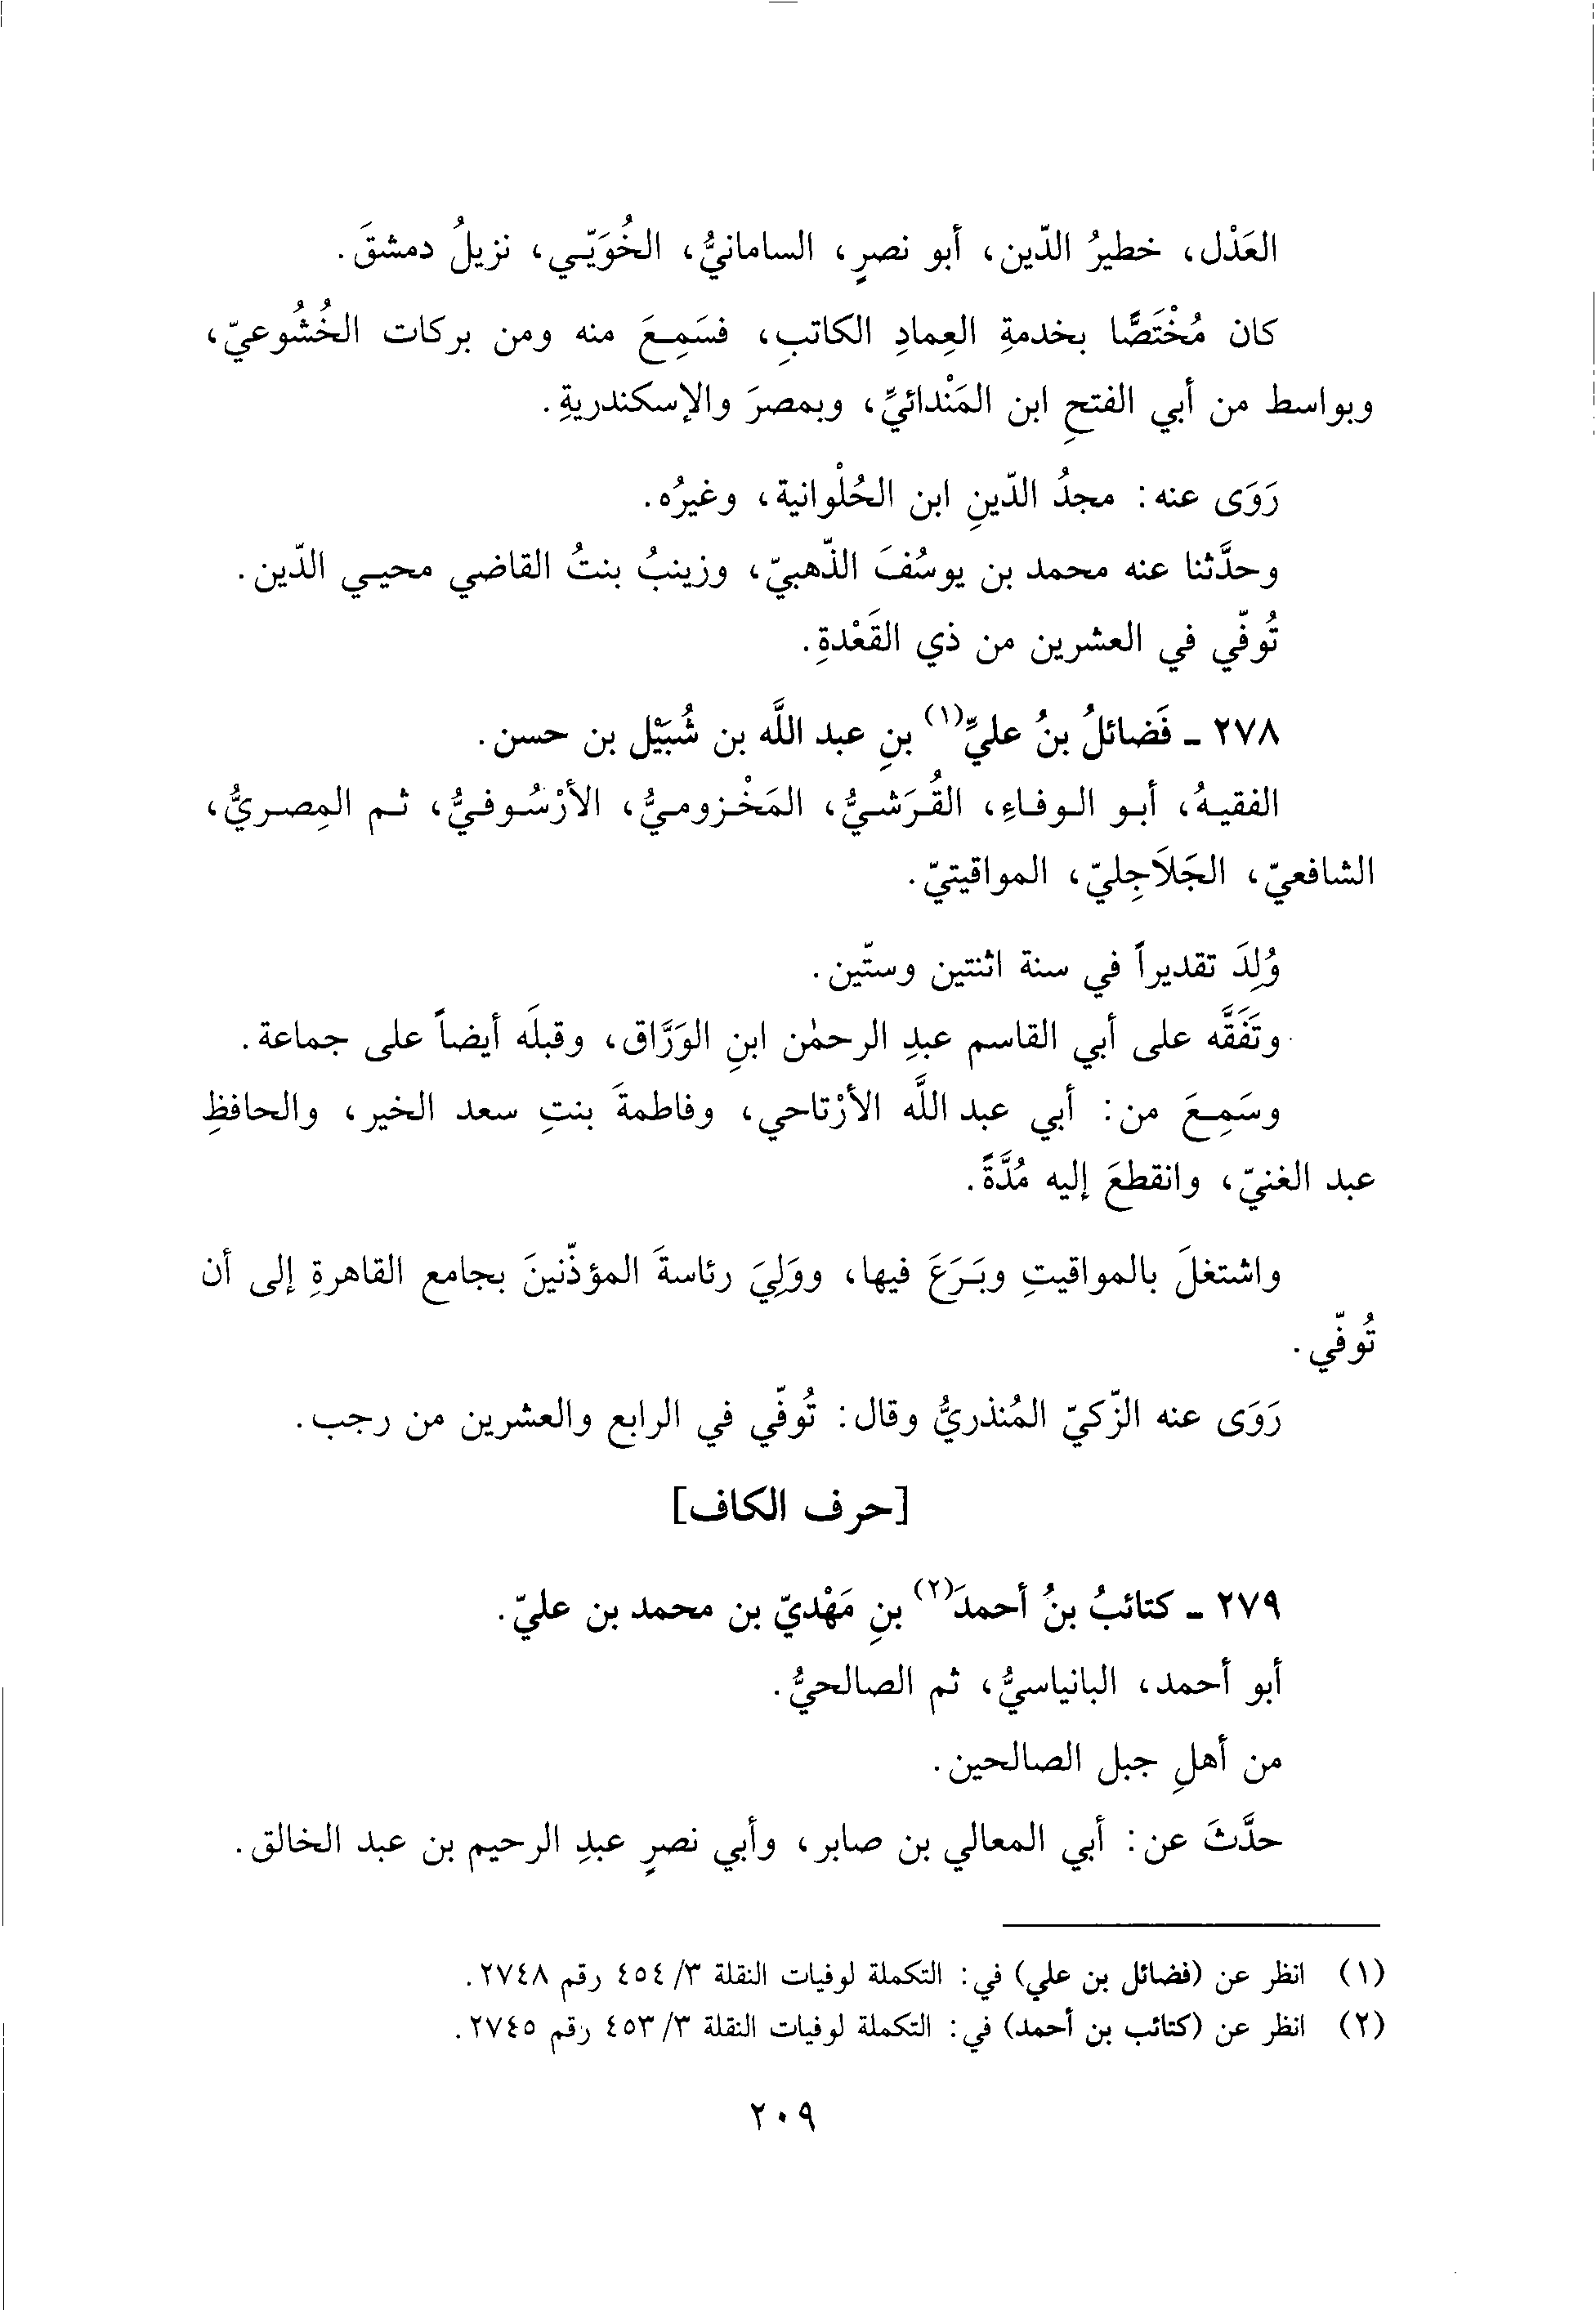 العَدْل، خطيرُ الدّين، أبو نصرٍ، السامانيُّ، الخُوَيّي، نزيلُ دمشقَ.
كان مُخْتَصًّا بخدمةِ العِمادِ الكاتبِ، فسَمِعَ منه ومن بركات الخُشُوعيّ،
وبواسط من أبي الفتحِ ابن المَنْدائيِّ، وبمصرَ والإسكندريةِ.
رَوَى عنه: مجدُ الدّينِ ابن الحُلْوانية، وغيرُه.
وحدَّثنا عنه محمد بن يوسُفَ الذّهبيّ، وزينبُ بنتُ القاضي محيي الدّين.
تُوفّي في العشرين من ذي القَعْدةِ.
٢٧٨ - فَضائلُ بنُ عليٍّ(١) بنِ عبد اللَّه بن شُبَيْل بن حسن.
الفقيهُ، أبو الوفاءِ، القُرَشيُّ، المَخْزوميُّ، الأرْسُوفيُّ، ثم المِصريُّ،
الشافعيّ، الجَلاَجِليّ، المواقيتيّ.
وُلِدَ تقديراً في سنة اثنتين وستّين.
وتَفَقَّه على أبي القاسم عبدِ الرحمٰن ابنِ الوَرَّاق، وقبلَه أيضاً على جماعة.
وسَمِعَ من: أبي عبد اللَّه الأرْتاحي، وفاطمةَ بنتِ سعد الخير، والحافظِ
عبد الغنيّ، وانقطعَ إليه مُدَّةً.
واشتغلَ بالمواقيتِ وبَرَعَ فيها، ووَلِيَ رئاسةَ المؤذّنينَ بجامع القاهرةِ إلى أن
تُوفّي.
رَوَى عنه الزّكيّ المُنذريُّ وقال: تُوفّي في الرابع والعشرين من رجب.
[حرف الكاف]
٢٧٩ - كتائبُ بنُ أحمدَ(٢) بنِ مَهْديّ بن محمد بن عليّ.
أبو أحمد، البانياسيُّ، ثم الصالحيُّ.
من أهلِ جبل الصالحين.
حدَّثَ عن: أبي المعالي بن صابر، وأبي نصرٍ عبدِ الرحيم بن عبد الخالق.
(١) انظر عن (فضائل بن علي) في: التكملة لوفيات النقلة ٣/ ٤٥٤ رقم ٢٧٤٨.
(٢) انظر عن (كتائب بن أحمد) في: التكملة لوفيات النقلة ٣/ ٤٥٣ رقم ٢٧٤٥.
٢٠٩